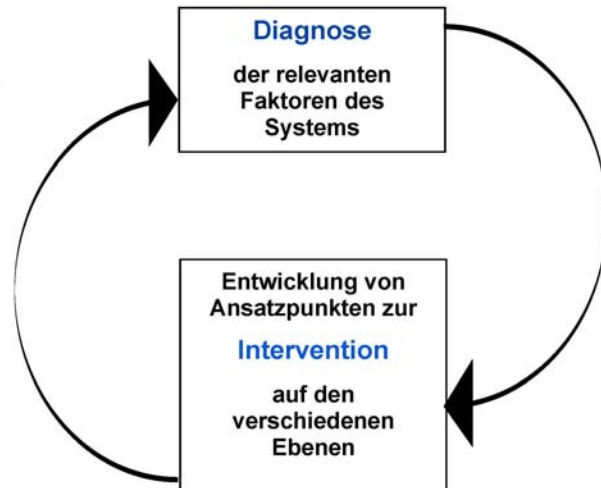 Diagnose
der relevanten
Faktoren des
Systems
Entwicklung von
Ansatzpunkten zur
Intervention
auf den
verschiedenen
Ebenen